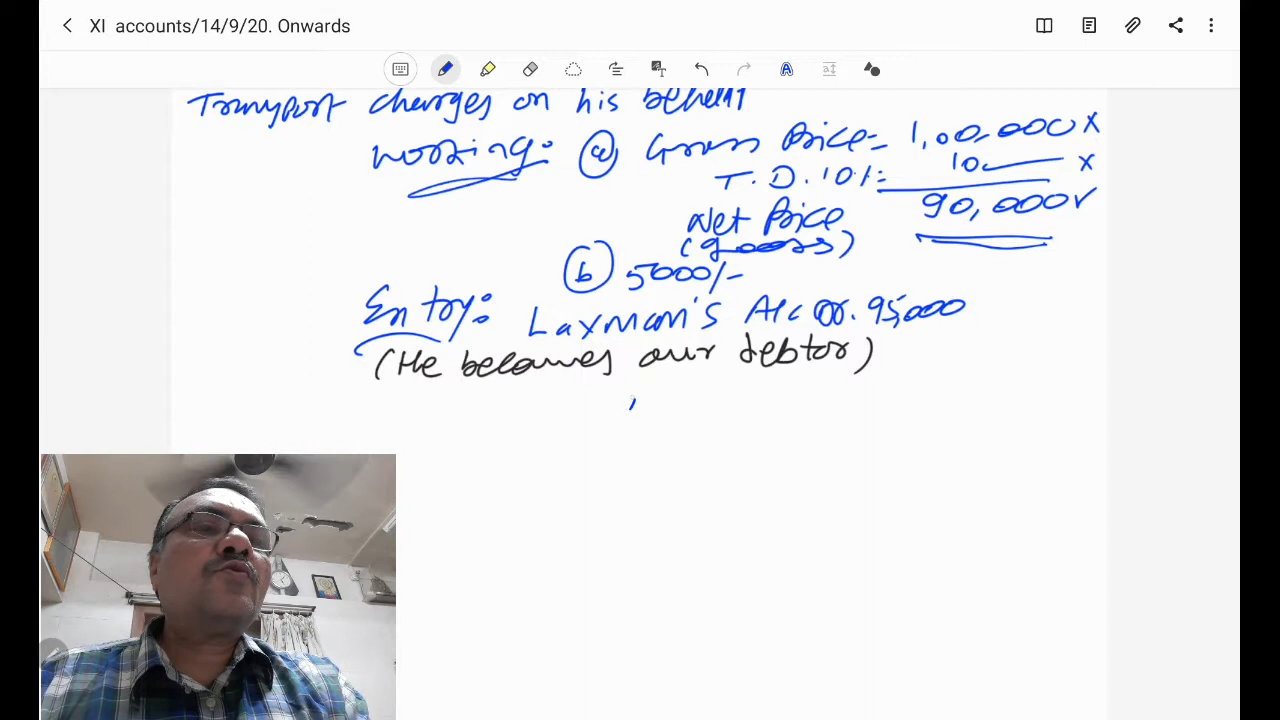 XI accounts/14/9/20. Onwards
Transport charges on his behalf
working: (a) Gross Price= 1,00,000 x
T. D. 10%= 10 x
Net Price 90,000 ✓
(goods)
(b) 5000/-
Entry: Laxman's A/c Dr. 95,000
(He becomes our debtor)